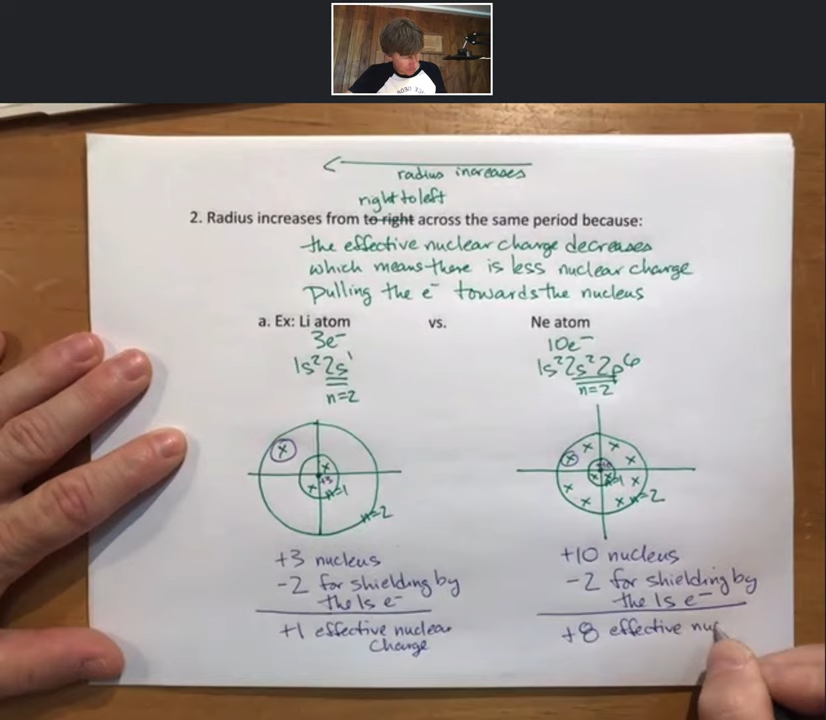 radius increases
right to left
2. Radius increases from to right across the same period because:
the effective nuclear charge decreases
which means there is less nuclear charge
pulling the e⁻ towards the nucleus
a. Ex: Li atom vs. Ne atom
3e⁻ 10e⁻
1s²2s¹ 1s²2s²2p⁶
n=2 n=2
x x x
x x x
+3 n=1 x x n=1 x
x n=2 x x x n=2
+3 nucleus +10 nucleus
-2 for shielding by -2 for shielding by
the 1s e⁻ the 1s e⁻
+1 effective nuclear +8 effective nu
charge